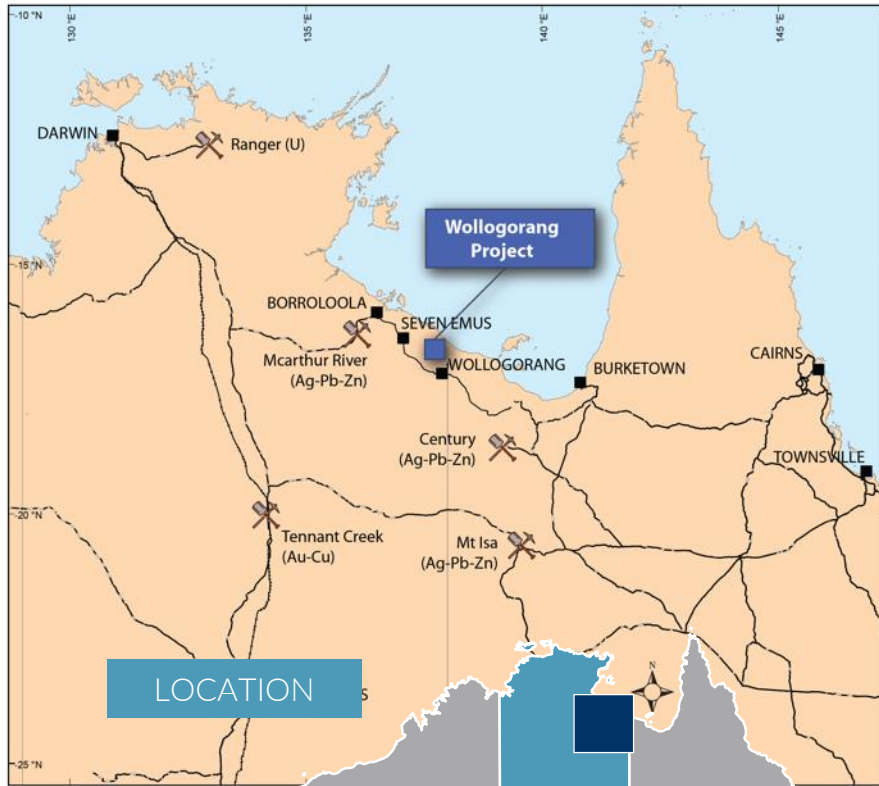 -10 °N
130
135
140
145
DARWIN
Ranger (U)
Wollogorang
Project
-15 °N
BORROLOOLA
SEVEN EMUS
Mcarthur River
(Ag-Pb-Zn)
WOLLOGORANG
BURKETOWN
CAIRNS
Century
(Ag-Pb-Zn)
TOWNSVILLE
-20 °N
Tennant Creek
(Au-Cu)
Mt Isa
(Ag-Pb-Zn)
N
LOCATION
-25 °N